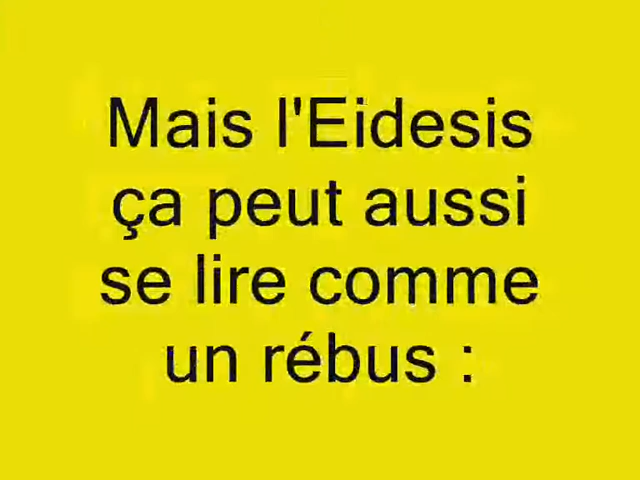 Mais l'Eidesis
ça peut aussi
se lire comme
un rébus :